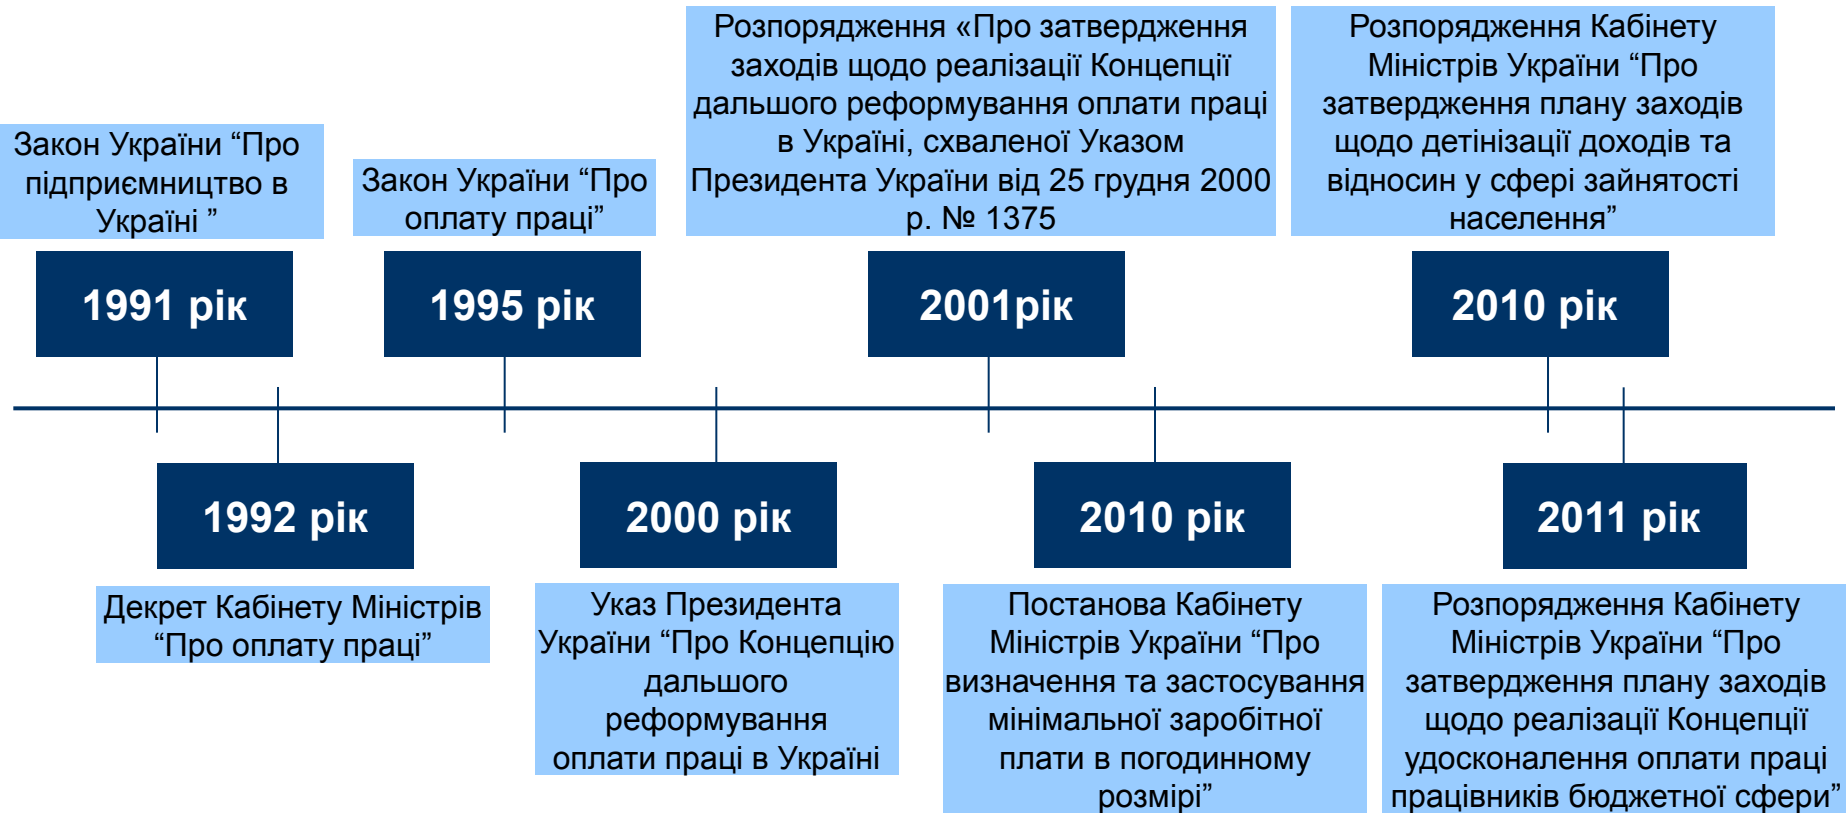 Закон України “Про
підприємництво в
Україні ”
1991 рік
Декрет Кабінету Міністрів
“Про оплату праці”
1992 рік
Закон України “Про
оплату праці”
1995 рік
2000 рік
Указ Президента
України “Про Концепцію
дальшого
реформування
оплати праці в Україні
Розпорядження «Про затвердження
заходів щодо реалізації Концепції
дальшого реформування оплати праці
в Україні, схваленої Указом
Президента України від 25 грудня 2000
р. № 1375
2001рік
2010 рік
Постанова Кабінету
Міністрів України “Про
визначення та застосування
мінімальної заробітної
плати в погодинному
розмірі”
Розпорядження Кабінету
Міністрів України “Про
затвердження плану заходів
щодо детінізації доходів та
відносин у сфері зайнятості
населення”
2010 рік
2011 рік
Розпорядження Кабінету
Міністрів України “Про
затвердження плану заходів
щодо реалізації Концепції
удосконалення оплати праці
працівників бюджетної сфери”